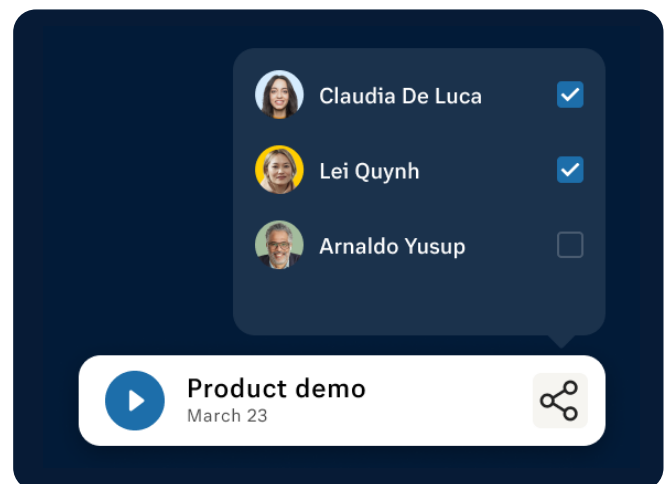 Claudia De Luca
Lei Quynh
Arnaldo Yusup
Product demo
March 23